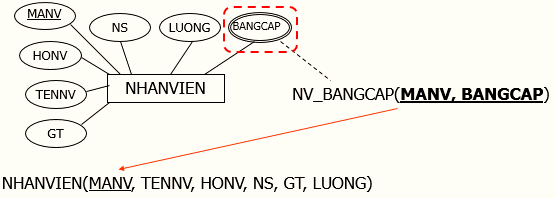 MANV
NS
LUONG
BANGCAP
HONV
TENNV
NHANVIEN
GT
NV_BANGCAP(MANV, BANGCAP)
NHANVIEN(MANV, TENNV, HONV, NS, GT, LUONG)